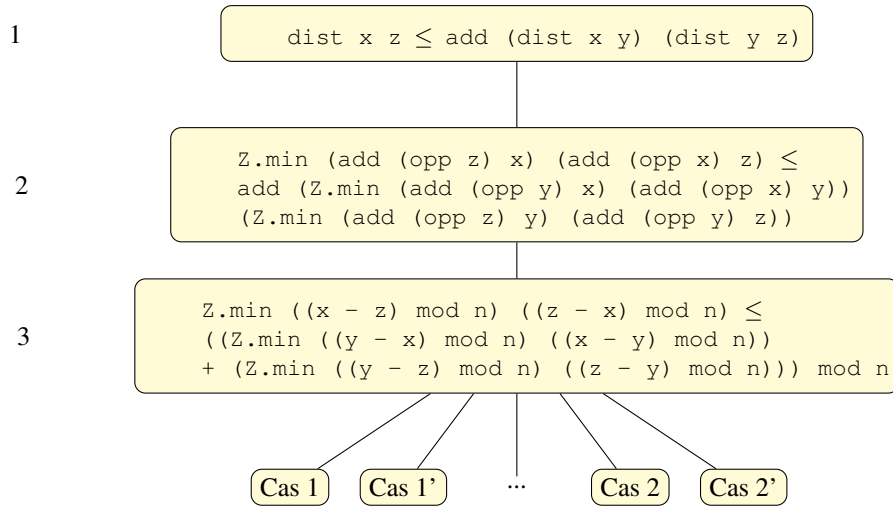 1
dist x z ≤ add (dist x y) (dist y z)
2
Z.min (add (opp z) x) (add (opp x) z) ≤
add (Z.min (add (opp y) x) (add (opp x) y))
(Z.min (add (opp z) y) (add (opp y) z))
3
Z.min ((x - z) mod n) ((z - x) mod n) ≤
((Z.min ((y - x) mod n) ((x - y) mod n))
+ (Z.min ((y - z) mod n) ((z - y) mod n))) mod n
Cas 1 Cas 1' ... Cas 2 Cas 2'